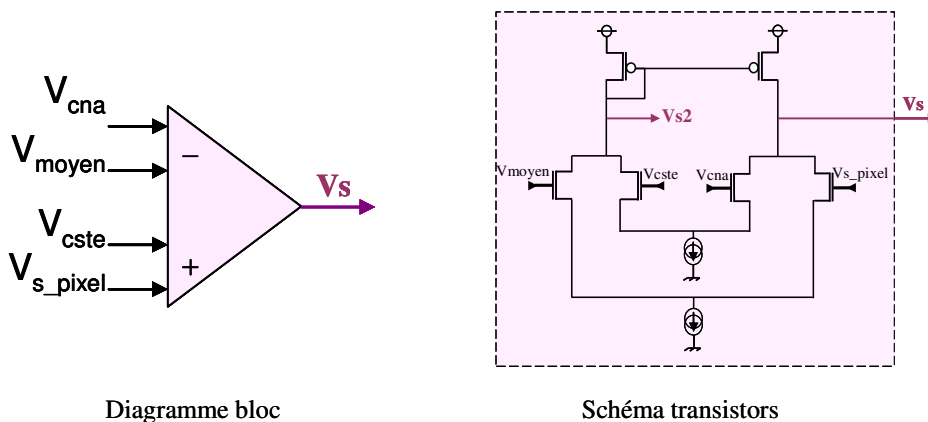 Vcna
Vmoyen
−
Vs
Vcste
+
Vs_pixel
Diagramme bloc
Vs2
Vs
Vmoyen
Vcste
Vcna
Vs_pixel
Schéma transistors